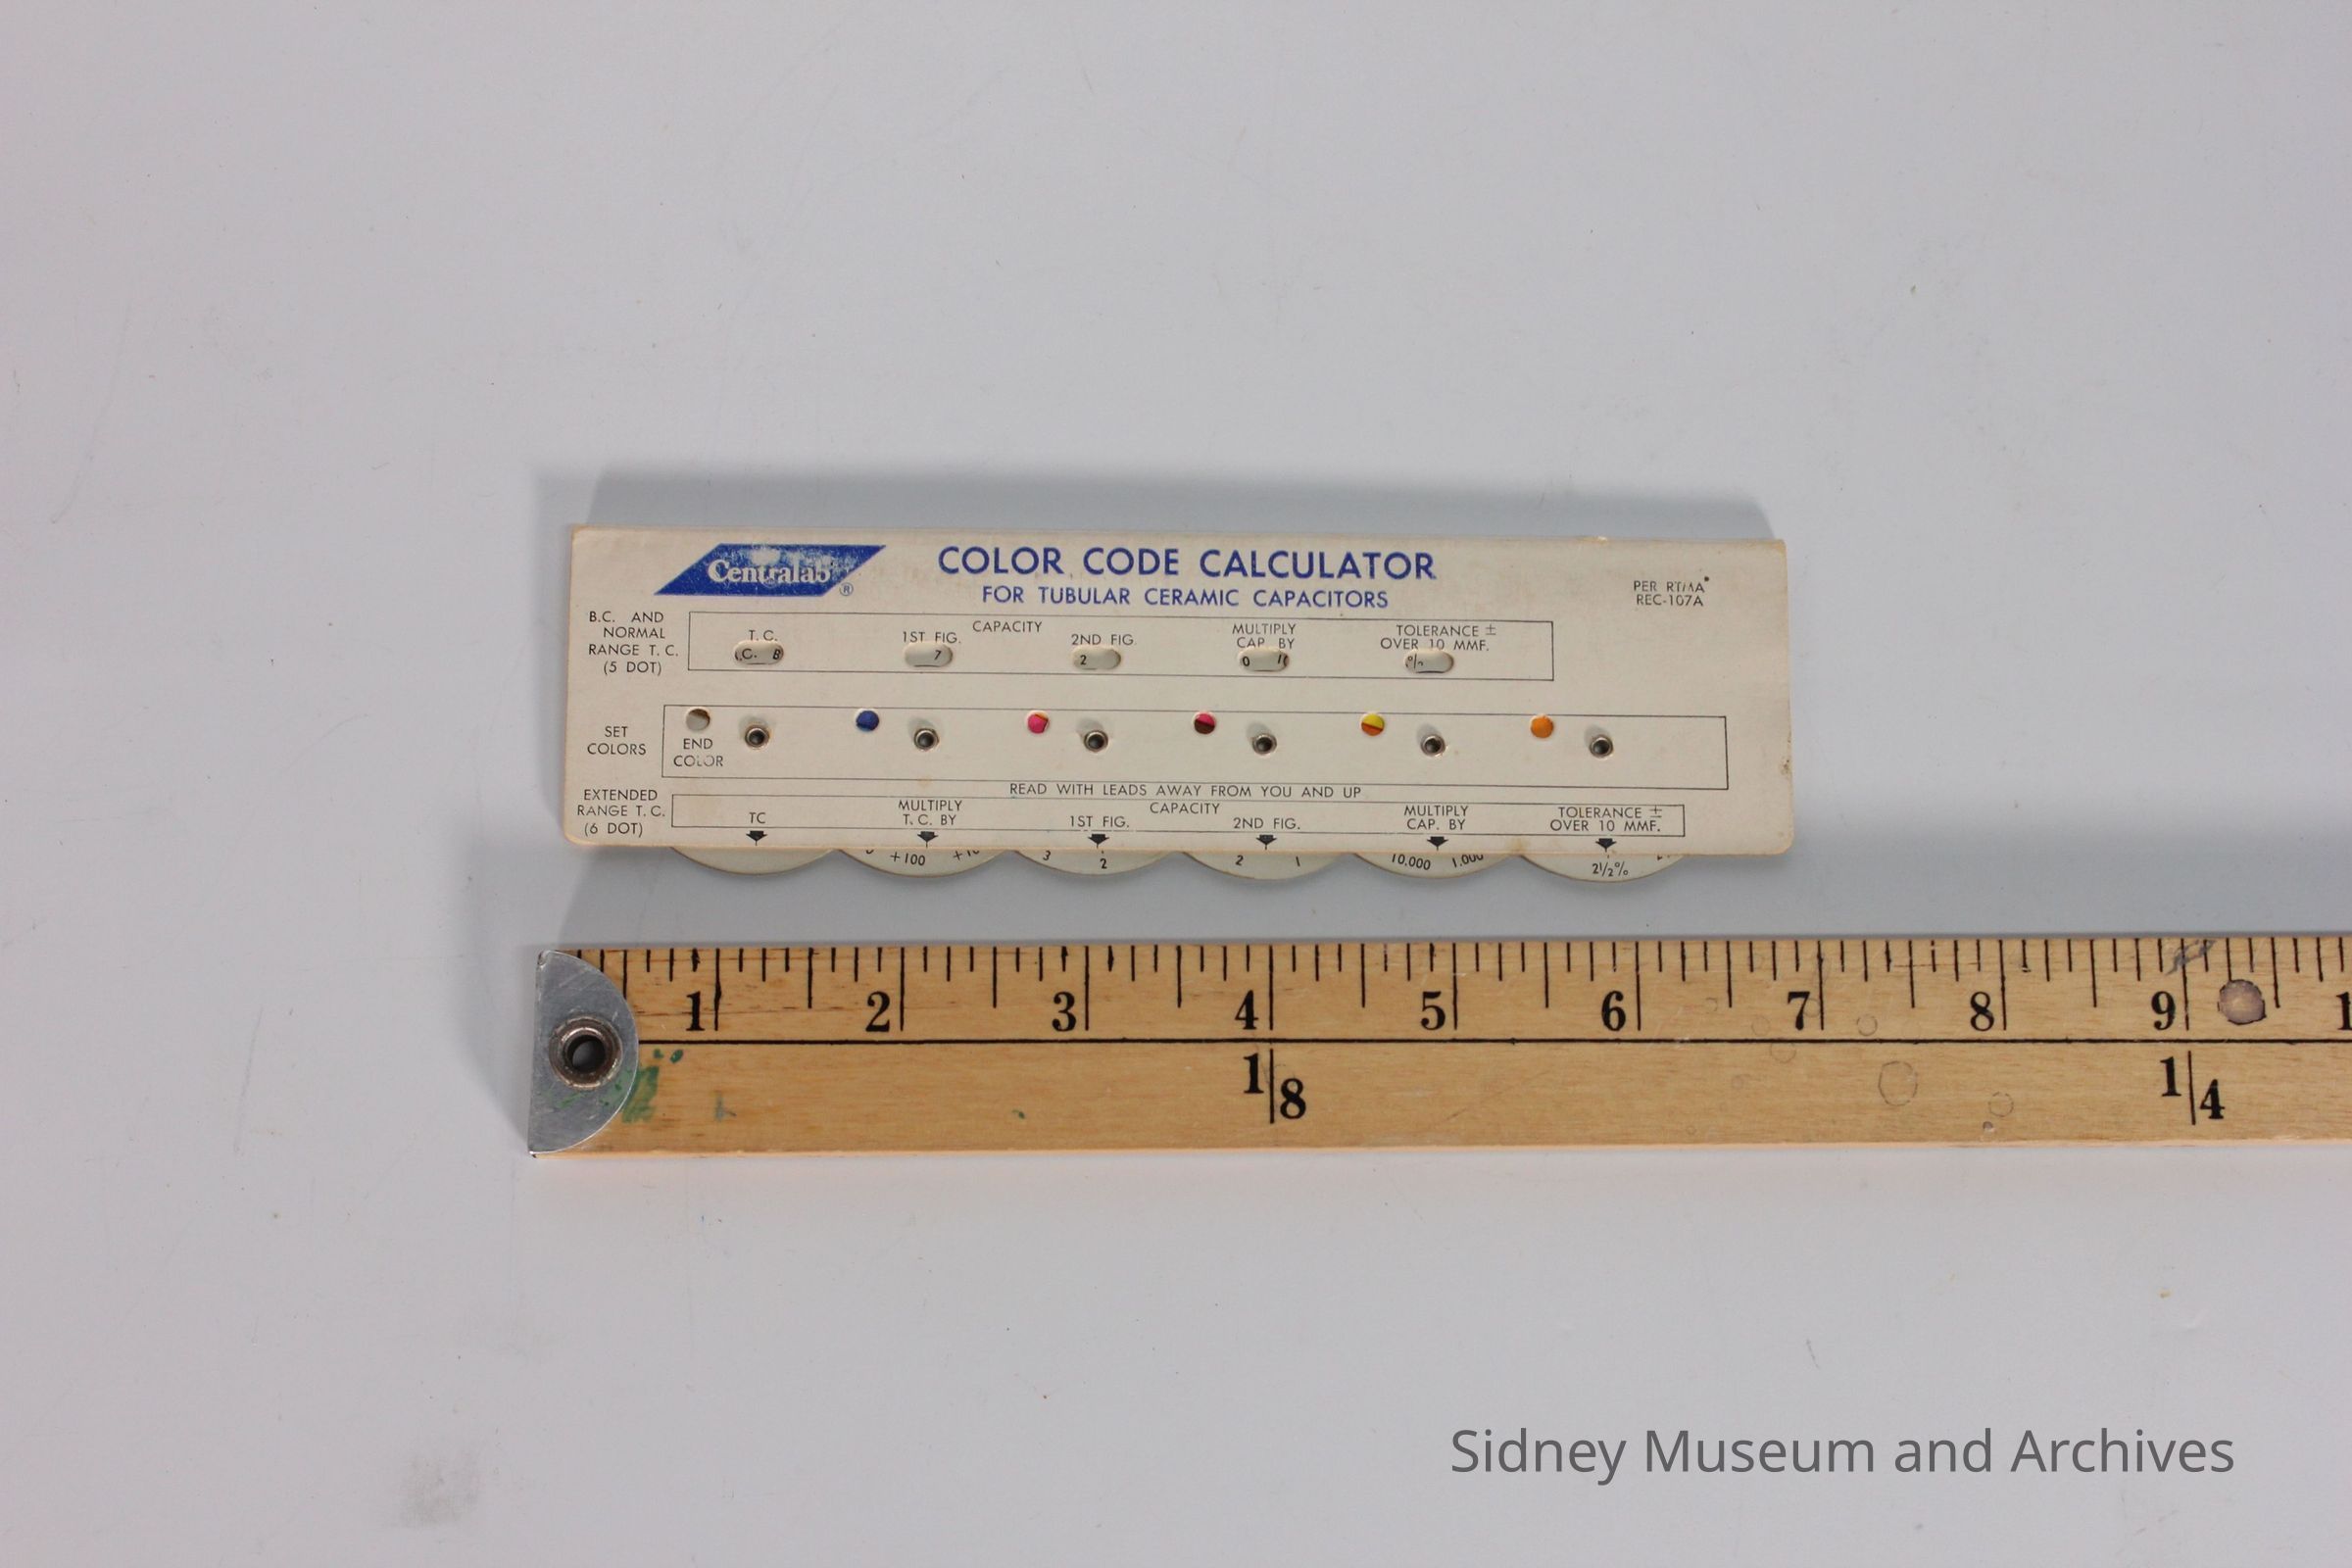 Centralab®
COLOR CODE CALCULATOR
FOR TUBULAR CERAMIC CAPACITORS
PER RTMA*
REC-107A
B.C. AND
NORMAL
RANGE T. C.
(5 DOT)
CAPACITY
T. C.
1ST FIG.
2ND FIG.
MULTIPLY
CAP. BY
TOLERANCE ±
OVER 10 MMF.
.C. B
7
2
0
%
SET
COLORS
END
COLOR
READ WITH LEADS AWAY FROM YOU AND UP
EXTENDED
RANGE T. C.
(6 DOT)
TC
MULTIPLY
T. C. BY
CAPACITY
1ST FIG.
2ND FIG.
MULTIPLY
CAP. BY
TOLERANCE ±
OVER 10 MMF.
+100
3 2
2 1
10,000 1,000
2½%
1 2 3 4 5 6 7 8 9 1
1|8 1|4
Sidney Museum and Archives